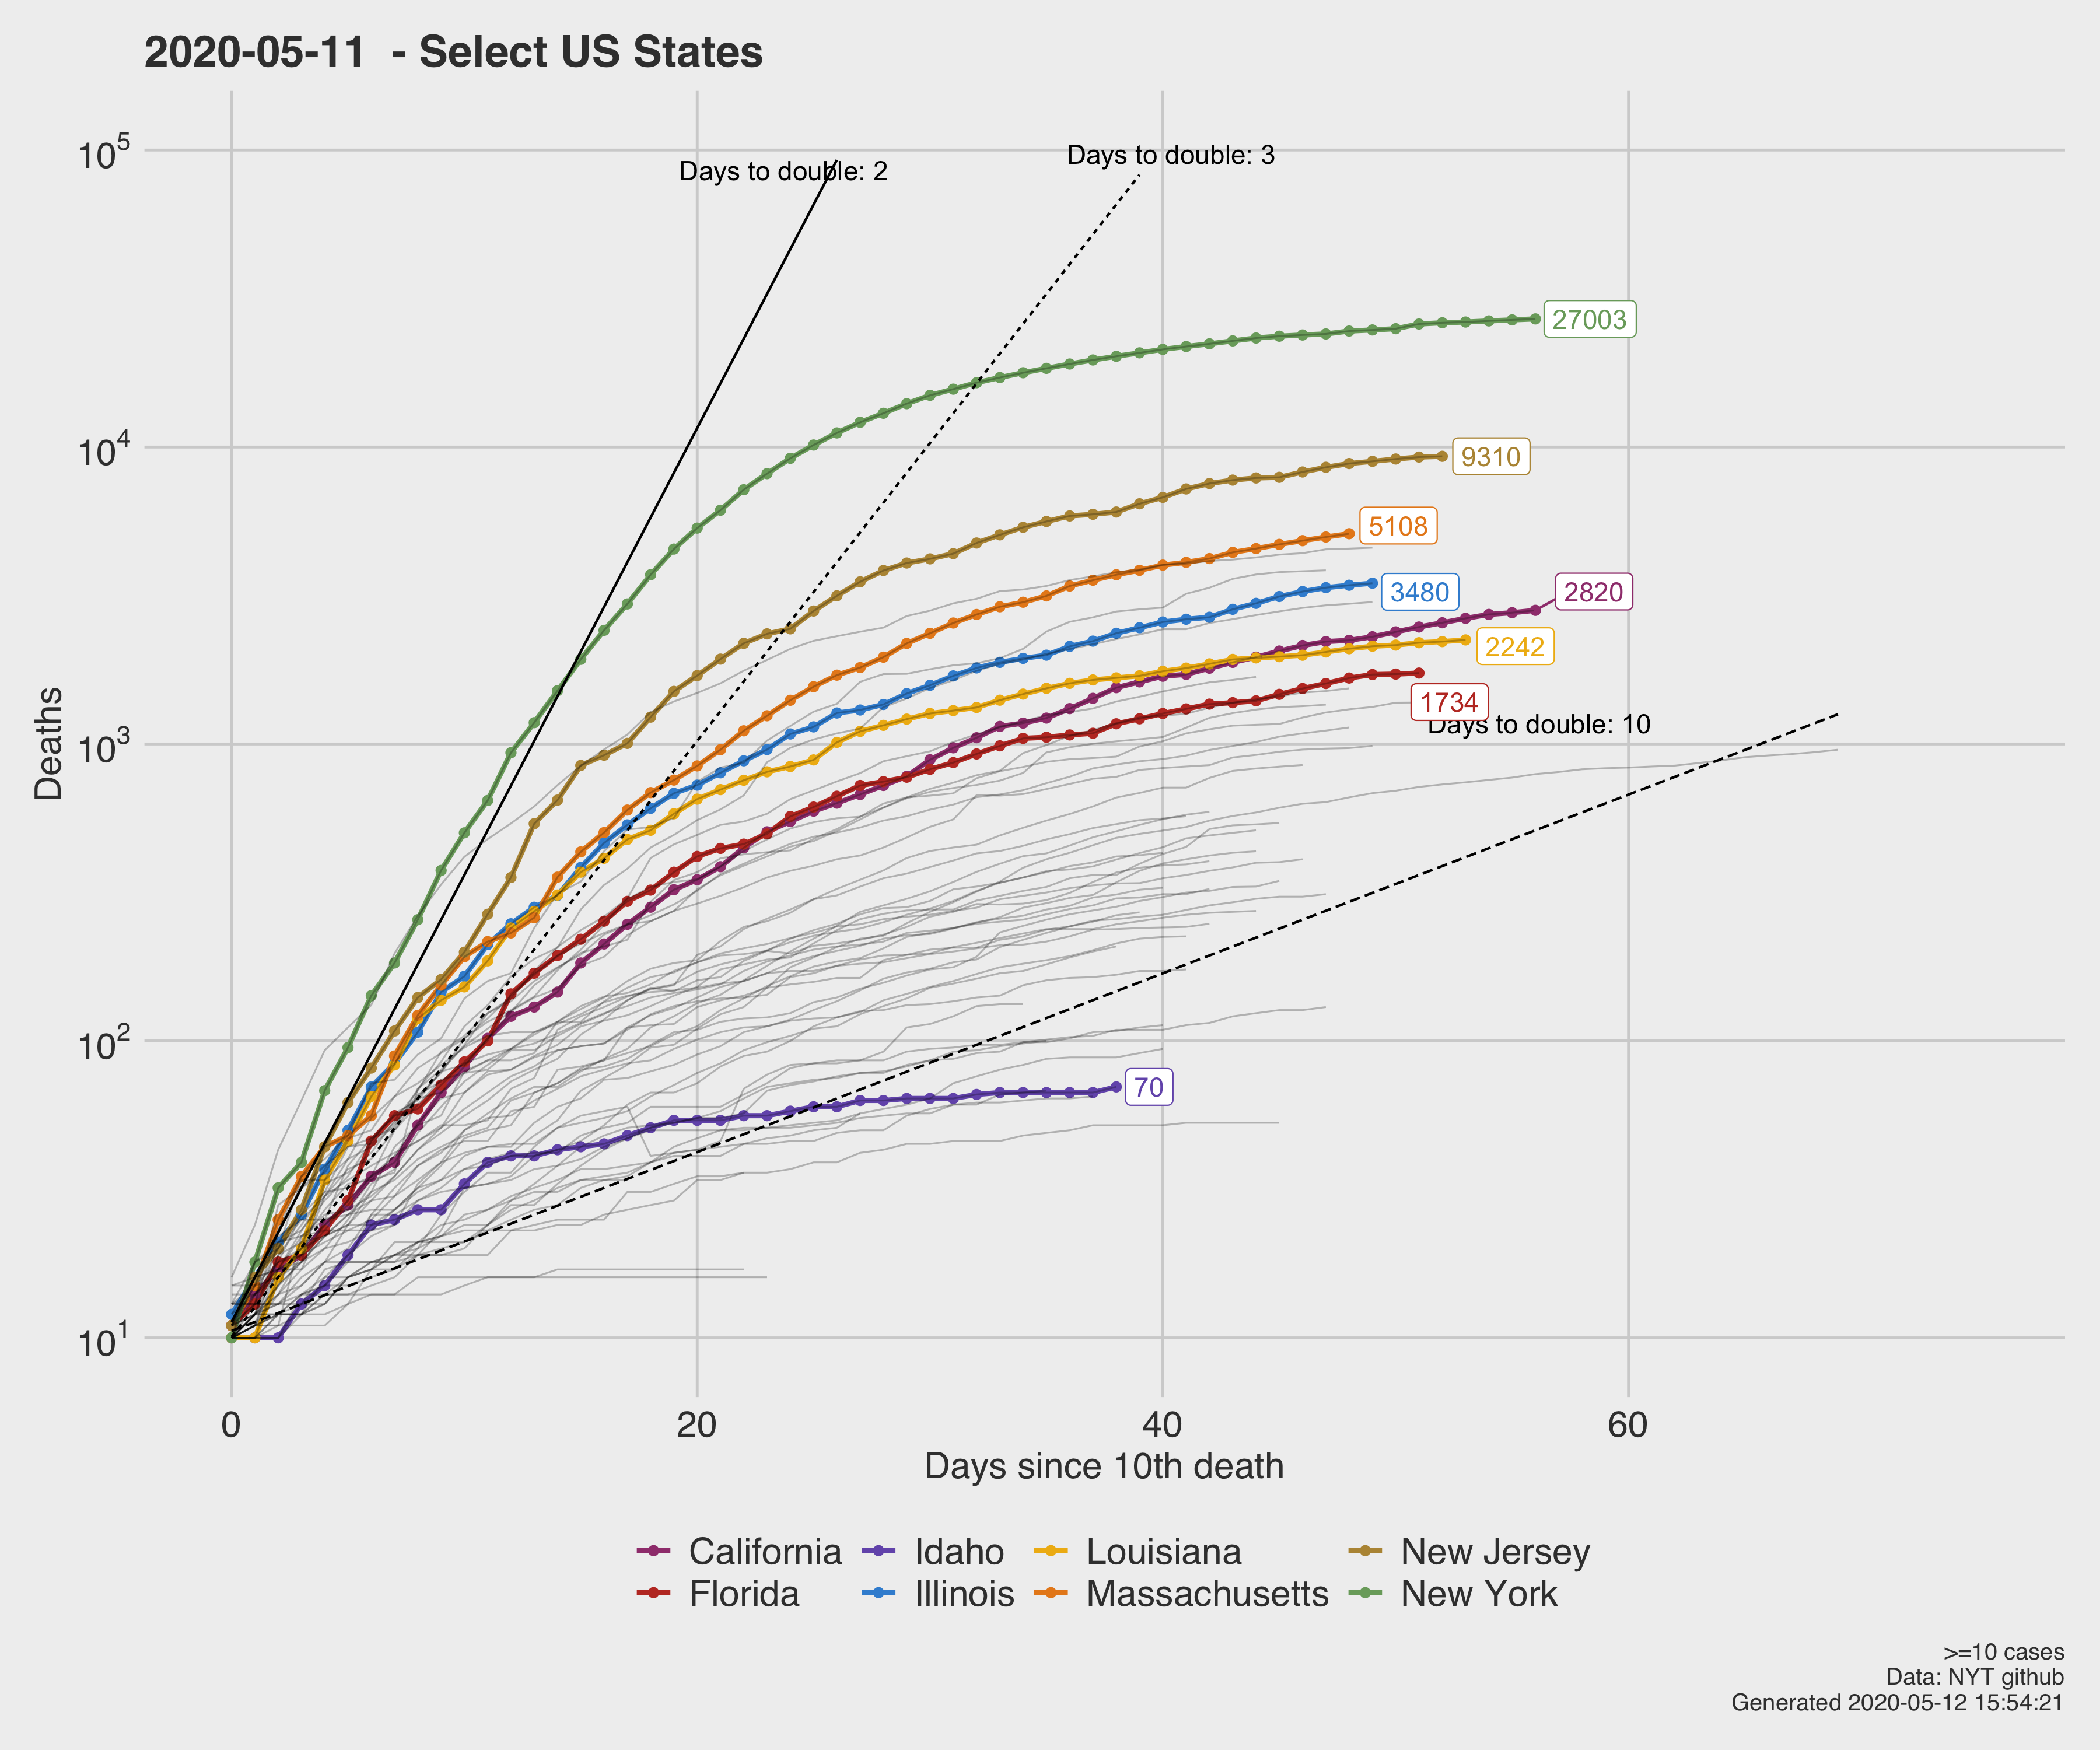 2020-05-11 - Select US States
10^5
10^4
10^3
10^2
10^1
Deaths
Days to double: 2
Days to double: 3
27003
9310
5108
3480
2820
2242
1734
Days to double: 10
70
0 20 40 60
Days since 10th death
California Idaho Louisiana New Jersey
Florida Illinois Massachusetts New York
>=10 cases
Data: NYT github
Generated 2020-05-12 15:54:21